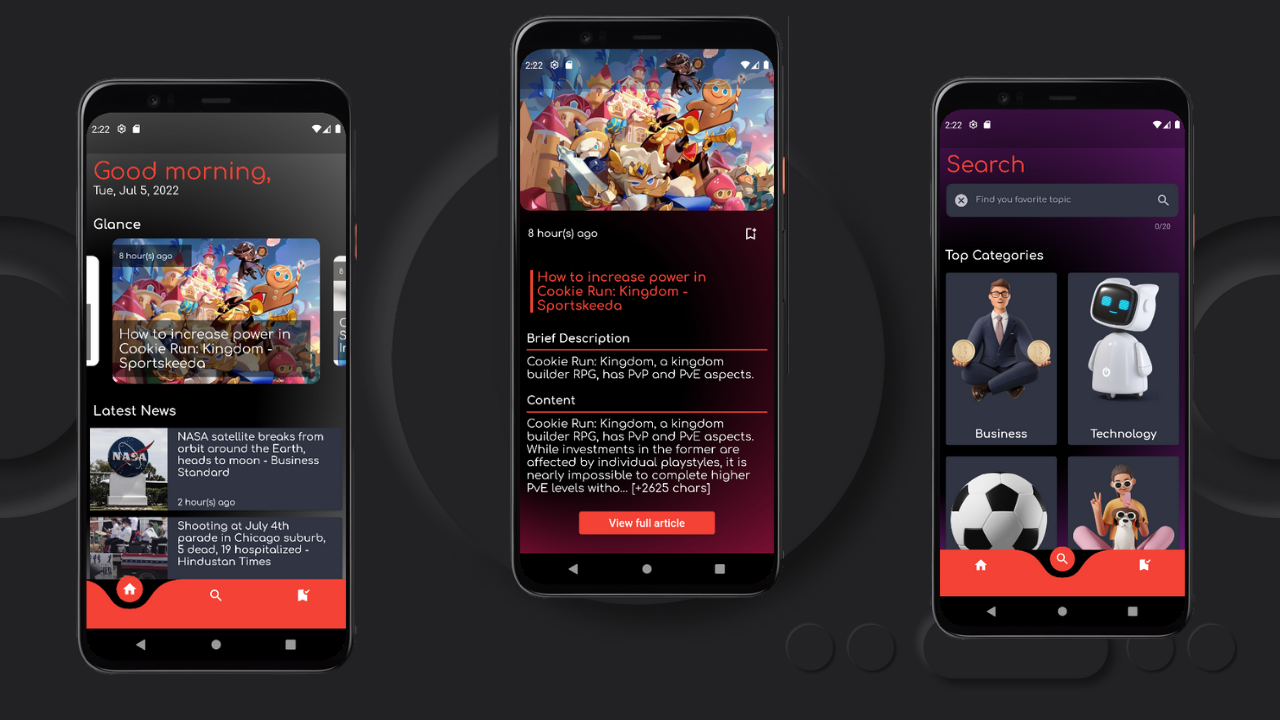 2:22
Good morning,
Tue, Jul 5, 2022
Glance
8 hour(s) ago
How to increase power in
Cookie Run: Kingdom -
Sportskeeda
8
C
S
Latest News
NASA
NASA satellite breaks from
orbit around the Earth,
heads to moon - Business
Standard
2 hour(s) ago
Shooting at July 4th
parade in Chicago suburb,
5 dead, 19 hospitalized -
Hindustan Times
2:22
8 hour(s) ago
How to increase power in
Cookie Run: Kingdom -
Sportskeeda
Brief Description
Cookie Run: Kingdom, a kingdom
builder RPG, has PvP and PvE aspects.
Content
Cookie Run: Kingdom, a kingdom
builder RPG, has PvP and PvE aspects.
While investments in the former are
affected by individual playstyles, it is
nearly impossible to complete higher
PvE levels witho... [+2625 chars]
View full article
2:22
Search
Find you favorite topic
0/20
Top Categories
Business
Technology